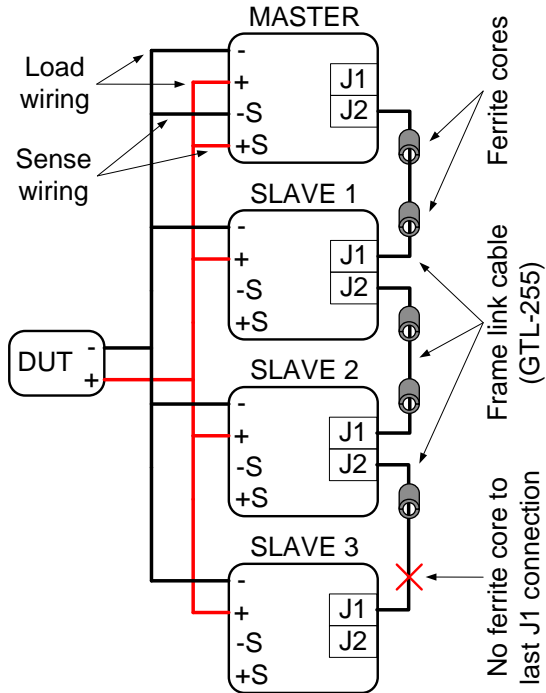 MASTER
-
+
-S
+S
J1
J2
Load
wiring
Sense
wiring
Ferrite cores
SLAVE 1
-
+
-S
+S
J1
J2
Frame link cable
(GTL-255)
DUT
-
+
SLAVE 2
-
+
-S
+S
J1
J2
SLAVE 3
-
+
-S
+S
J1
J2
No ferrite core to
last J1 connection